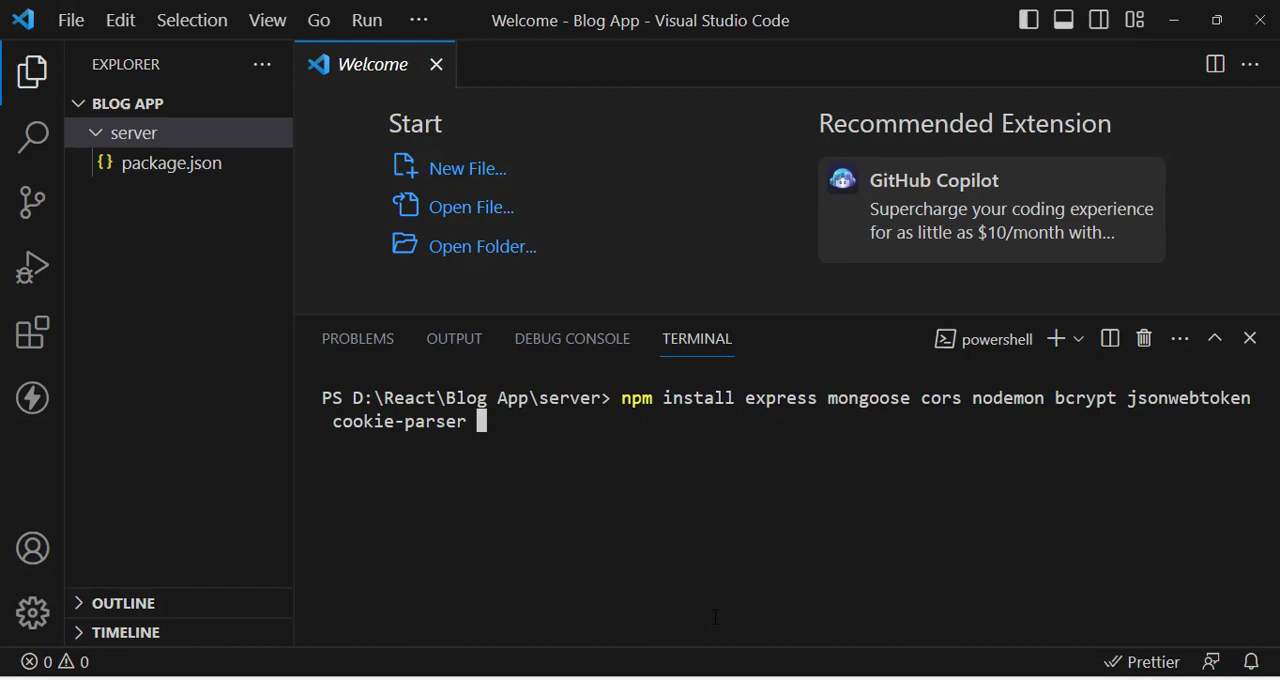 File Edit Selection View Go Run ··· Welcome - Blog App - Visual Studio Code
EXPLORER ···
Welcome
BLOG APP
server
{} package.json
Start
New File...
Open File...
Open Folder...
Recommended Extension
GitHub Copilot
Supercharge your coding experience
for as little as $10/month with...
PROBLEMS OUTPUT DEBUG CONSOLE TERMINAL powershell
PS D:\React\Blog App\server> npm install express mongoose cors nodemon bcrypt jsonwebtoken
cookie-parser
OUTLINE
TIMELINE
0 0 Prettier